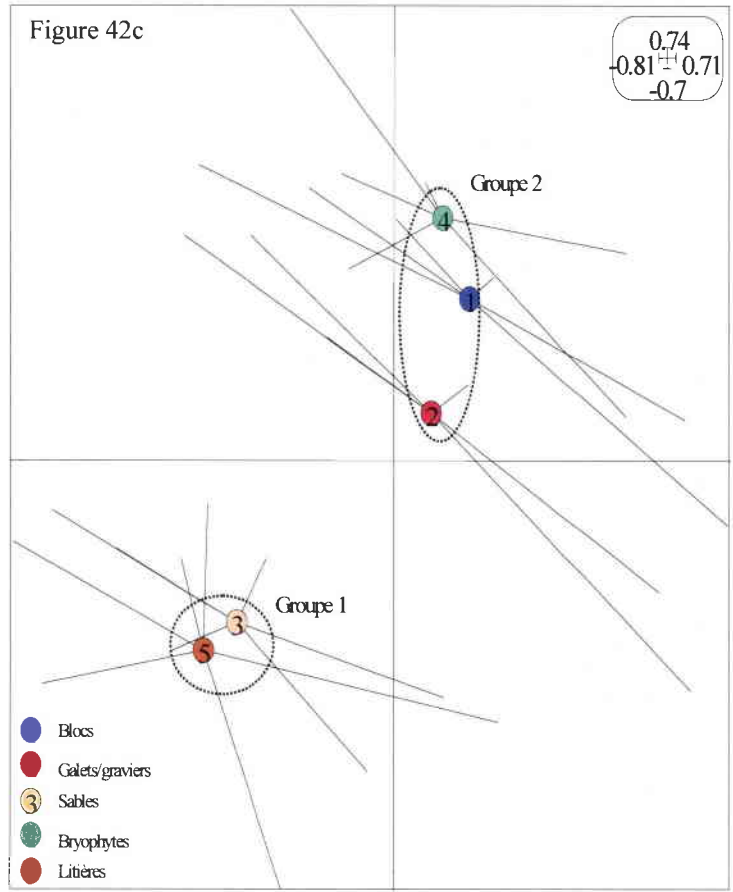 Figure 42c
0.74
-0.81 0.71
-0.7
Groupe 2
4
1
2
Groupe 1
3
5
Blocs
Galets/graviers
3 Sables
Bryophytes
Litières